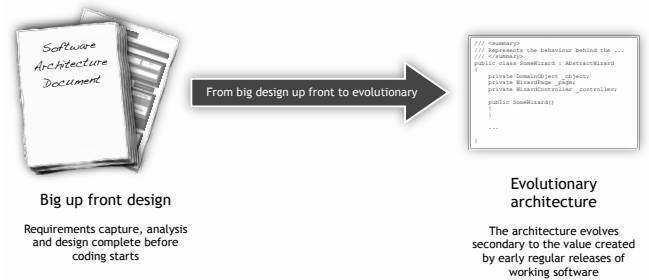 Software
Architecture
Document
From big design up front to evolutionary
/// <summary>
/// Represents the behaviour behind the ...
/// </summary>
public class SomeWizard : AbstractWizard
{
private DomainObject _object;
private WizardPage _page;
private WizardController _controller;
public SomeWizard()
{
}
...
}
Big up front design
Requirements capture, analysis
and design complete before
coding starts
Evolutionary
architecture
The architecture evolves
secondary to the value created
by early regular releases of
working software